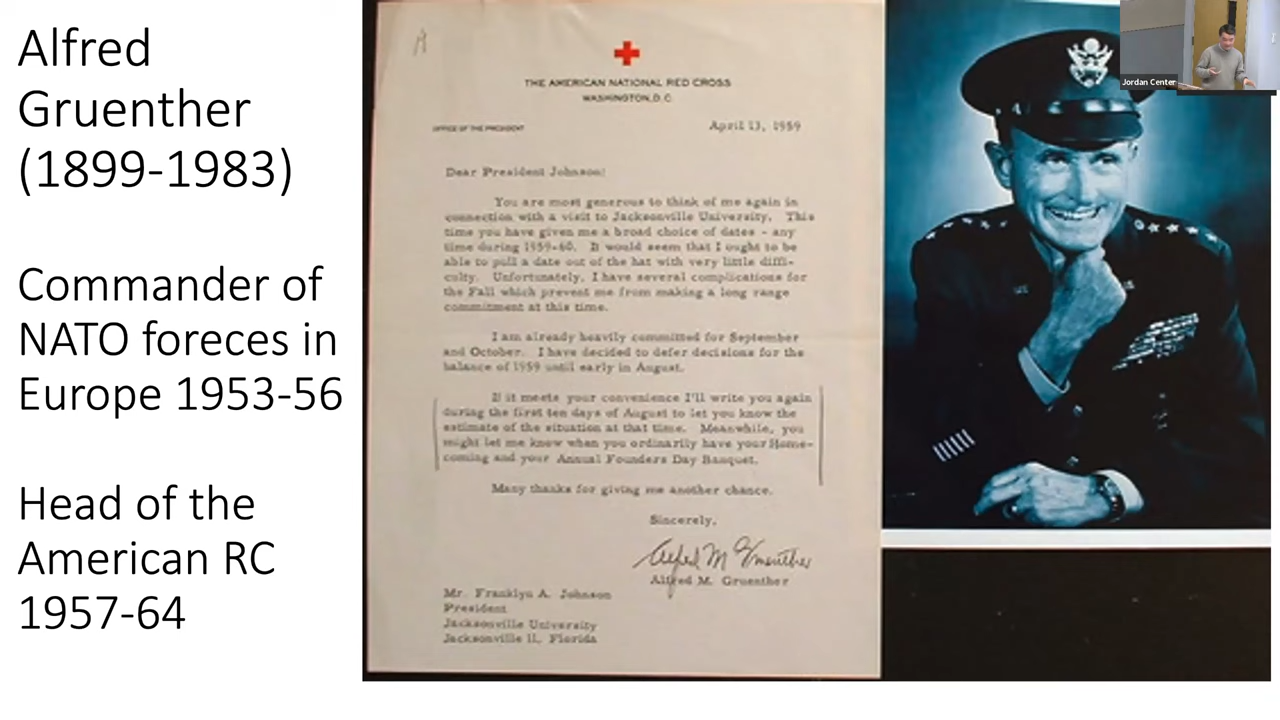 Alfred
Gruenther
(1899-1983)
Commander of
NATO foreces in
Europe 1953-56
Head of the
American RC
1957-64
A
THE AMERICAN NATIONAL RED CROSS
WASHINGTON, D.C.
OFFICE OF THE PRESIDENT
April 13, 1959
Dear President Johnson:
You are most generous to think of me again in
connection with a visit to Jacksonville University. This
time you have given me a broad choice of dates - any
time during 1959-60. It would seem that I ought to be
able to pull a date out of the hat with very little diffi-
culty. Unfortunately, I have several complications for
the Fall which prevent me from making a long range
commitment at this time.
I am already heavily committed for September
and October. I have decided to defer decisions for the
balance of 1959 until early in August.
If it meets your convenience I'll write you again
during the first ten days of August to let you know the
estimate of the situation at that time. Meanwhile, you
might let me know when you ordinarily have your Home-
coming and your Annual Founders Day Banquet.
Many thanks for giving me another chance.
Sincerely,
Alfred M Gruenther
Alfred M. Gruenther
Mr. Franklyn A. Johnson
President
Jacksonville University
Jacksonville 11, Florida
Jordan Center